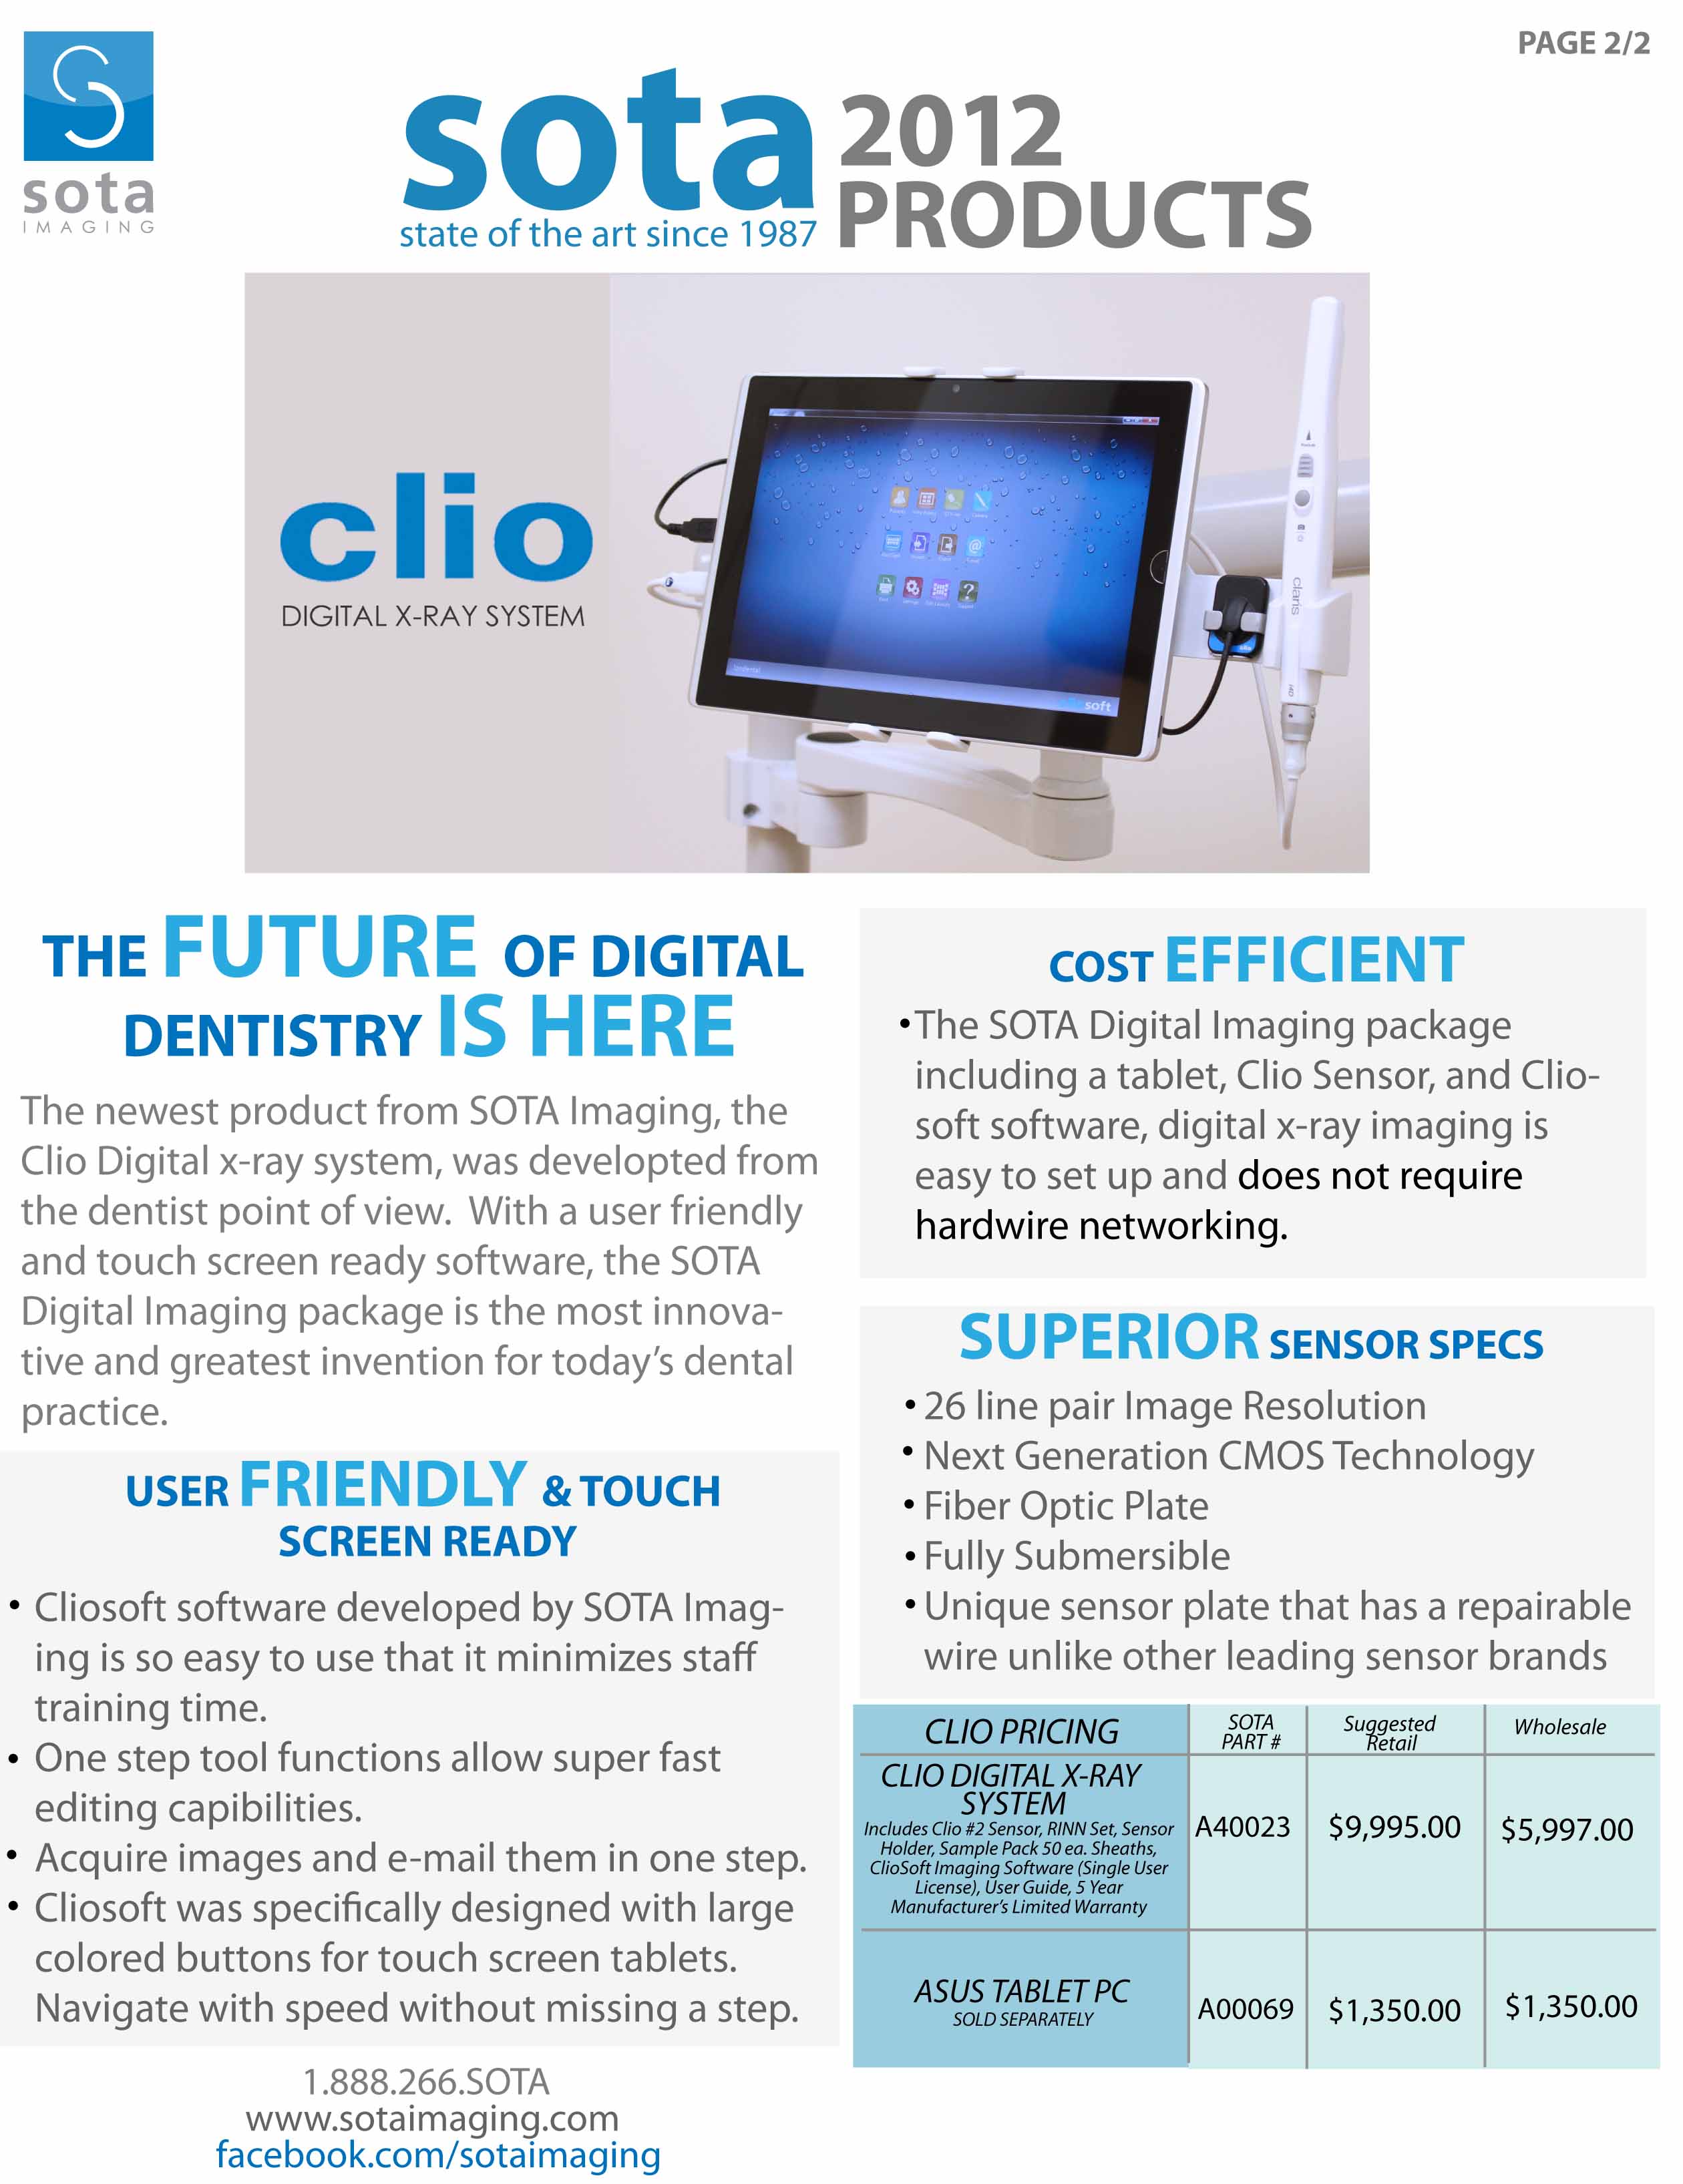 PAGE 2/2
sota
IMAGING
sota
state of the art since 1987
2012
PRODUCTS
clio
DIGITAL X-RAY SYSTEM
claris
HD
soft
THE FUTURE OF DIGITAL
DENTISTRY IS HERE
The newest product from SOTA Imaging, the
Clio Digital x-ray system, was developted from
the dentist point of view.  With a user friendly
and touch screen ready software, the SOTA
Digital Imaging package is the most innova-
tive and greatest invention for today's dental
practice.
USER FRIENDLY & TOUCH
SCREEN READY
• Cliosoft software developed by SOTA Imag-
ing is so easy to use that it minimizes staff
training time.
• One step tool functions allow super fast
editing capibilities.
• Acquire images and e-mail them in one step.
• Cliosoft was specifically designed with large
colored buttons for touch screen tablets.
Navigate with speed without missing a step.
1.888.266.SOTA
www.sotaimaging.com
facebook.com/sotaimaging
COST EFFICIENT
•The SOTA Digital Imaging package
including a tablet, Clio Sensor, and Clio-
soft software, digital x-ray imaging is
easy to set up and does not require
hardwire networking.
SUPERIOR SENSOR SPECS
• 26 line pair Image Resolution
• Next Generation CMOS Technology
• Fiber Optic Plate
• Fully Submersible
• Unique sensor plate that has a repairable
wire unlike other leading sensor brands
CLIO PRICING
SOTA
PART #
Suggested
Retail
Wholesale
CLIO DIGITAL X-RAY
SYSTEM
Includes Clio #2 Sensor, RINN Set, Sensor
Holder, Sample Pack 50 ea. Sheaths,
ClioSoft Imaging Software (Single User
License), User Guide, 5 Year
Manufacturer's Limited Warranty
A40023
$9,995.00
$5,997.00
ASUS TABLET PC
SOLD SEPARATELY
A00069
$1,350.00
$1,350.00